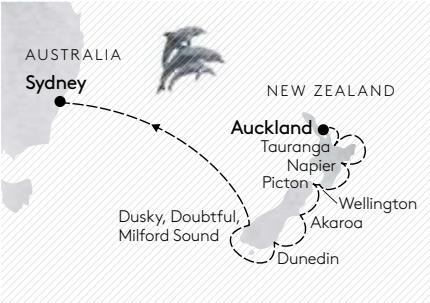 AUSTRALIA
Sydney
NEW ZEALAND
Auckland
Tauranga
Napier
Picton
Wellington
Akaroa
Dusky, Doubtful,
Milford Sound
Dunedin